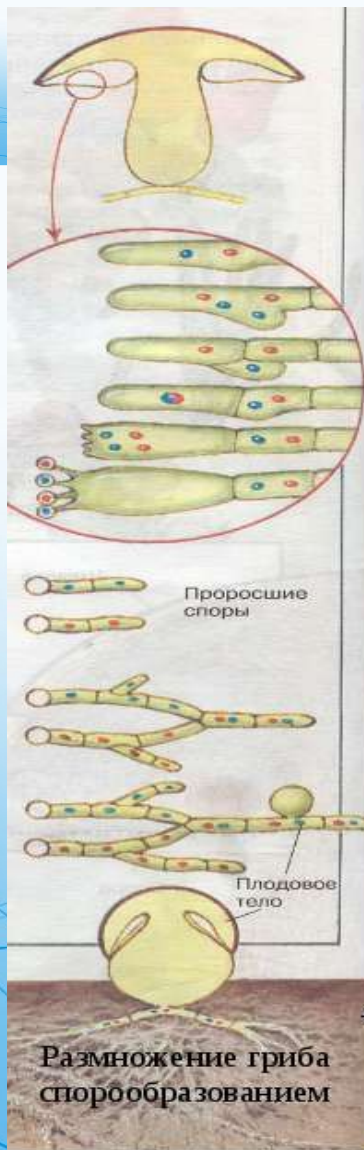 Проросшие
споры
Плодовое
тело
Размножение гриба
спорообразованием